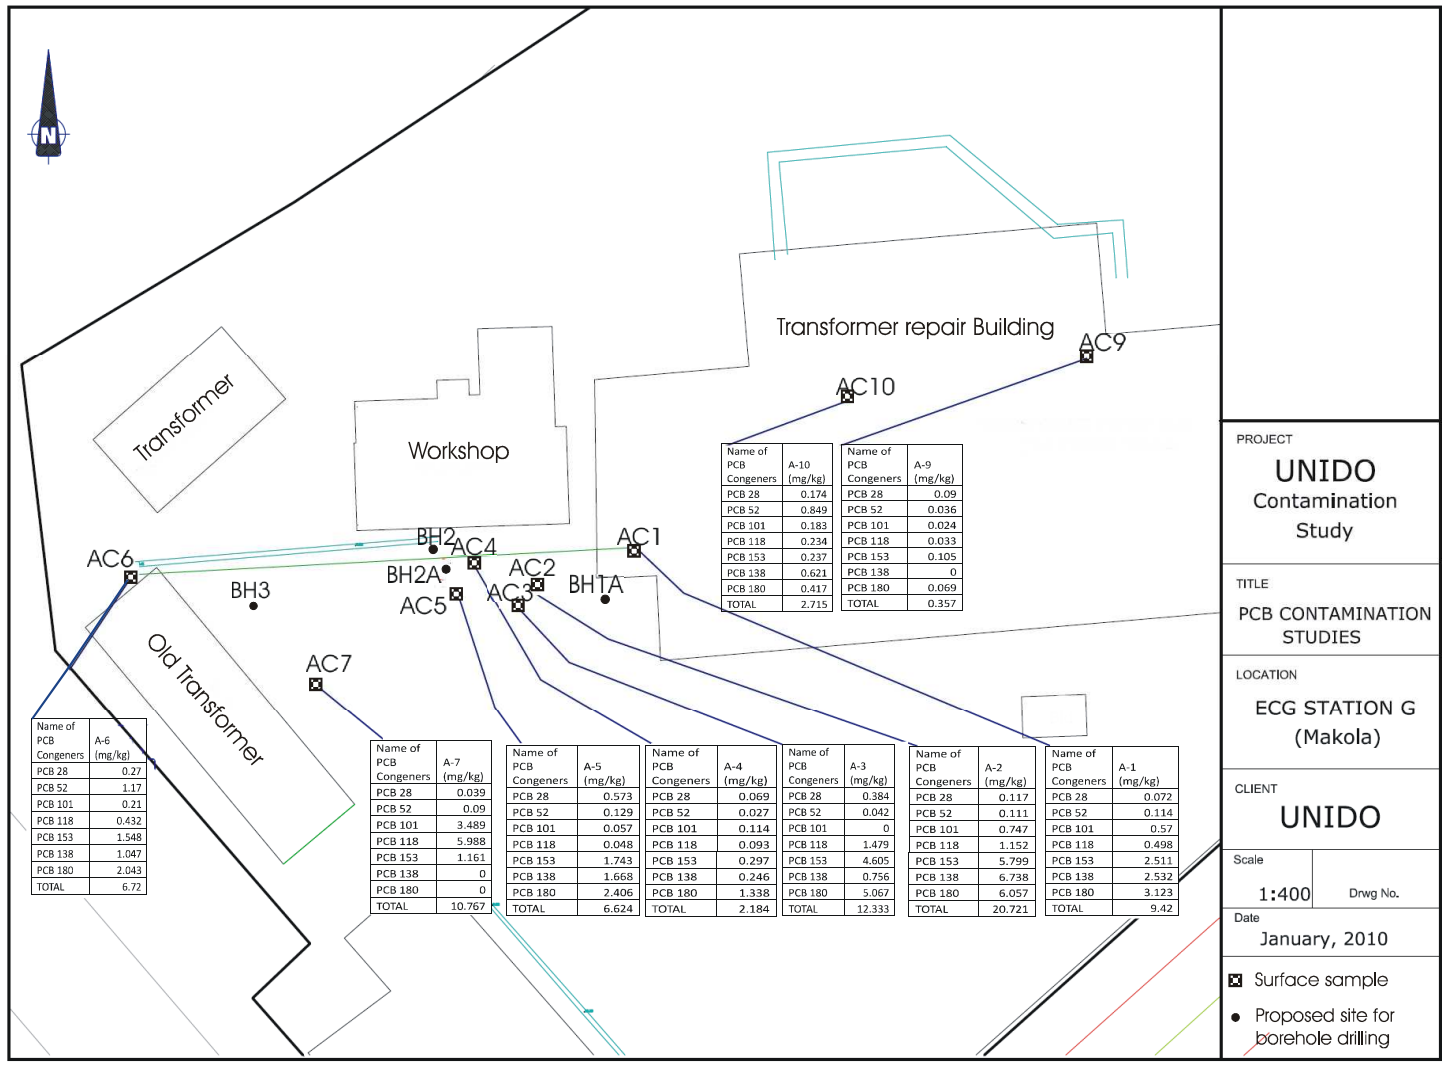 N
Transformer repair Building
AC9
AC10
Transformer
Workshop
Name of
PCB
Congeners
A-10
(mg/kg)
PCB 28 0.174
PCB 52 0.849
PCB 101 0.183
PCB 118 0.234
PCB 153 0.237
PCB 138 0.621
PCB 180 0.417
TOTAL 2.715
Name of
PCB
Congeners
A-9
(mg/kg)
PCB 28 0.09
PCB 52 0.036
PCB 101 0.024
PCB 118 0.033
PCB 153 0.105
PCB 138 0
PCB 180 0.069
TOTAL 0.357
AC6
BH2
AC4
AC1
BH2A
AC2
BH3
AC5
AC3
BH1A
Old Transformer
AC7
Name of
PCB
Congeners
A-6
(mg/kg)
PCB 28 0.27
PCB 52 1.17
PCB 101 0.21
PCB 118 0.432
PCB 153 1.548
PCB 138 1.047
PCB 180 2.043
TOTAL 6.72
Name of
PCB
Congeners
A-7
(mg/kg)
PCB 28 0.039
PCB 52 0.09
PCB 101 3.489
PCB 118 5.988
PCB 153 1.161
PCB 138 0
PCB 180 0
TOTAL 10.767
Name of
PCB
Congeners
A-5
(mg/kg)
PCB 28 0.573
PCB 52 0.129
PCB 101 0.057
PCB 118 0.048
PCB 153 1.743
PCB 138 1.668
PCB 180 2.406
TOTAL 6.624
Name of
PCB
Congeners
A-4
(mg/kg)
PCB 28 0.069
PCB 52 0.027
PCB 101 0.114
PCB 118 0.093
PCB 153 0.297
PCB 138 0.246
PCB 180 1.338
TOTAL 2.184
Name of
PCB
Congeners
A-3
(mg/kg)
PCB 28 0.384
PCB 52 0.042
PCB 101 0
PCB 118 1.479
PCB 153 4.605
PCB 138 0.756
PCB 180 5.067
TOTAL 12.333
Name of
PCB
Congeners
A-2
(mg/kg)
PCB 28 0.117
PCB 52 0.111
PCB 101 0.747
PCB 118 1.152
PCB 153 5.799
PCB 138 6.738
PCB 180 6.057
TOTAL 20.721
Name of
PCB
Congeners
A-1
(mg/kg)
PCB 28 0.072
PCB 52 0.114
PCB 101 0.57
PCB 118 0.498
PCB 153 2.511
PCB 138 2.532
PCB 180 3.123
TOTAL 9.42
PROJECT
UNIDO
Contamination
Study
TITLE
PCB CONTAMINATION
STUDIES
LOCATION
ECG STATION G
(Makola)
CLIENT
UNIDO
Scale
1:400
Drwg No.
Date
January, 2010
Surface sample
Proposed site for
borehole drilling